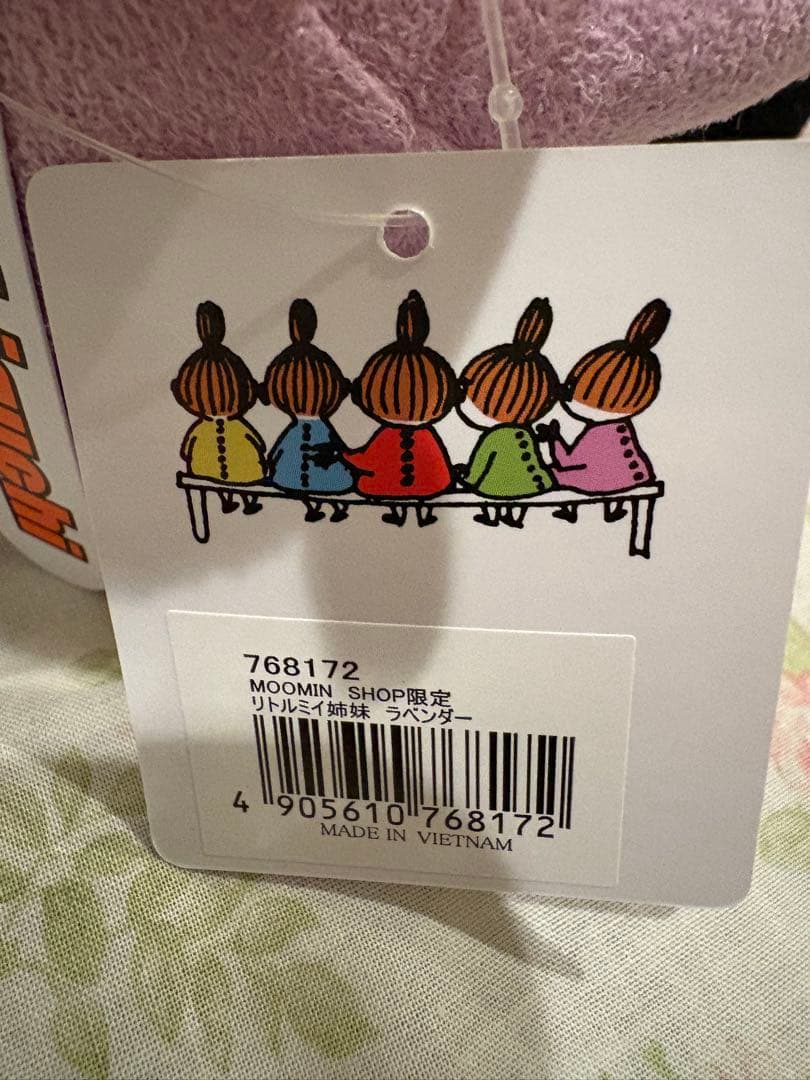 768172
MOOMIN SHOP限定
リトルミイ姉妹 ラベンダー
4 905610 768172
MADE IN VIETNAM